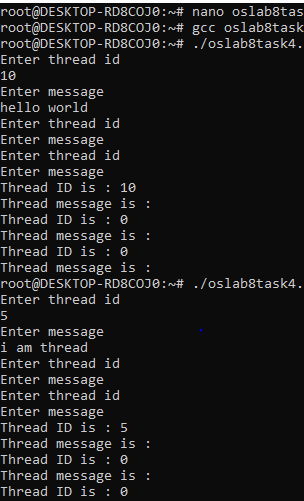 root@DESKTOP-RD8COJ0:~# nano oslab8tas
root@DESKTOP-RD8COJ0:~# gcc oslab8task
root@DESKTOP-RD8COJ0:~# ./oslab8task4.
Enter thread id
10
Enter message
hello world
Enter thread id
Enter message
Enter thread id
Enter message
Thread ID is : 10
Thread message is :
Thread ID is : 0
Thread message is :
Thread ID is : 0
Thread message is :
root@DESKTOP-RD8COJ0:~# ./oslab8task4.
Enter thread id
5
Enter message
i am thread
Enter thread id
Enter message
Enter thread id
Enter message
Thread ID is : 5
Thread message is :
Thread ID is : 0
Thread message is :
Thread ID is : 0